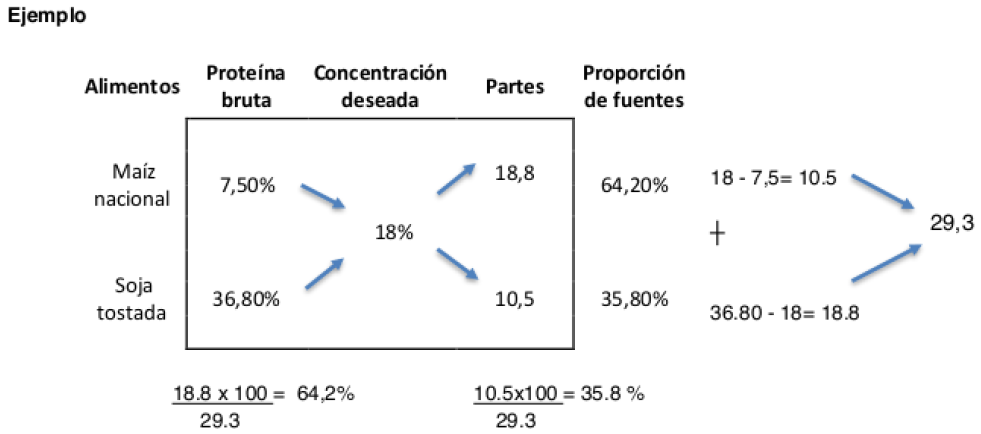 Ejemplo
Alimentos Proteína bruta Concentración deseada Partes Proporción de fuentes
Maíz nacional 7,50% 18,8 64,20% 18 - 7,5= 10.5
18% + 29,3
Soja tostada 36,80% 10,5 35,80% 36.80 - 18= 18.8
18.8 x 100 = 64,2% 10.5x100 = 35.8 %
29.3 29.3